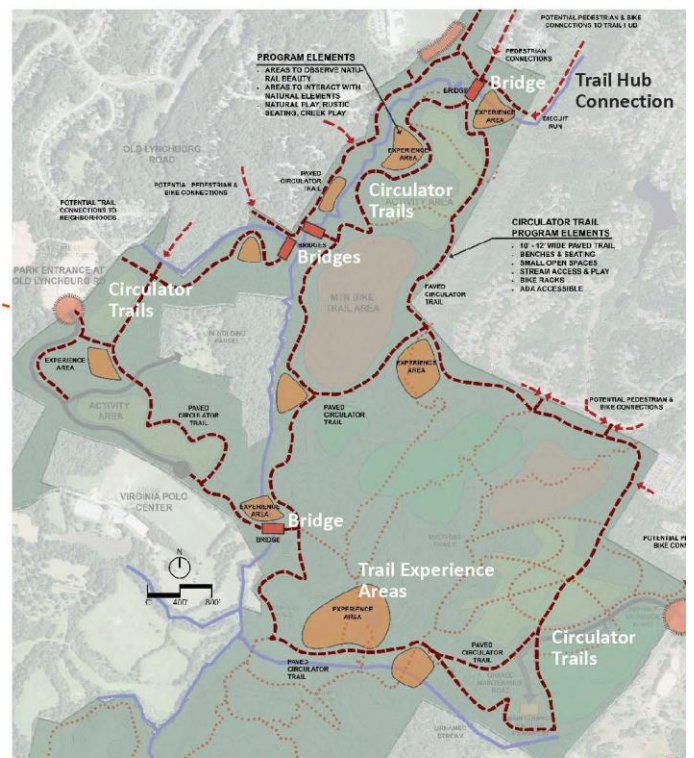 POTENTIAL PEDESTRIAN & BIKE
CONNECTIONS TO TRAIL HUB
PROGRAM ELEMENTS
- AREAS TO OBSERVE NATU-
RAL BEAUTY
- AREAS TO INTERACT WITH
NATURAL ELEMENTS
NATURAL PLAY, RUSTIC
SEATING, CREEK PLAY
PEDESTRIAN
CONNECTIONS
Bridge
BRIDGE
Trail Hub
Connection
EXPERIENCE
AREA
BISCUIT
RUN
OLD LYNCHBURG
ROAD
EXPERIENCE
AREA
PAVED
CIRCULATOR
TRAIL
POTENTIAL PEDESTRIAN &
BIKE CONNECTIONS
Circulator
Trails
ACTIVITY AREA
POTENTIAL TRAIL
CONNECTIONS TO
NEIGHBORHOODS
CIRCULATOR TRAIL
PROGRAM ELEMENTS
- 10' - 12' WIDE PAVED TRAIL
- BENCHES & SEATING
- SMALL OPEN SPACES
- STREAM ACCESS & PLAY
- BIKE RACKS
- ADA ACCESSIBLE
BRIDGES
Bridges
PARK ENTRANCE AT
OLD LYNCHBURG RD
Circulator
Trails
MTN BIKE
TRAIL AREA
PAVED
CIRCULATOR
TRAIL
IN-HOLDING
PARCEL
EXPERIENCE
AREA
EXPERIENCE
AREA
ACTIVITY
AREA
PAVED
CIRCULATOR
TRAIL
PAVED
CIRCULATOR
TRAIL
POTENTIAL PEDESTRIAN &
BIKE CONNECTIONS
VIRGINIA POLO
CENTER
EXPERIENCE
AREA
Bridge
BRIDGE
N
0' 400' 800'
Trail Experience
Areas
EXPERIENCE
AREA
Circulator
Trails
PAVED
CIRCULATOR
TRAIL
PAVED
CIRCULATOR
TRAIL